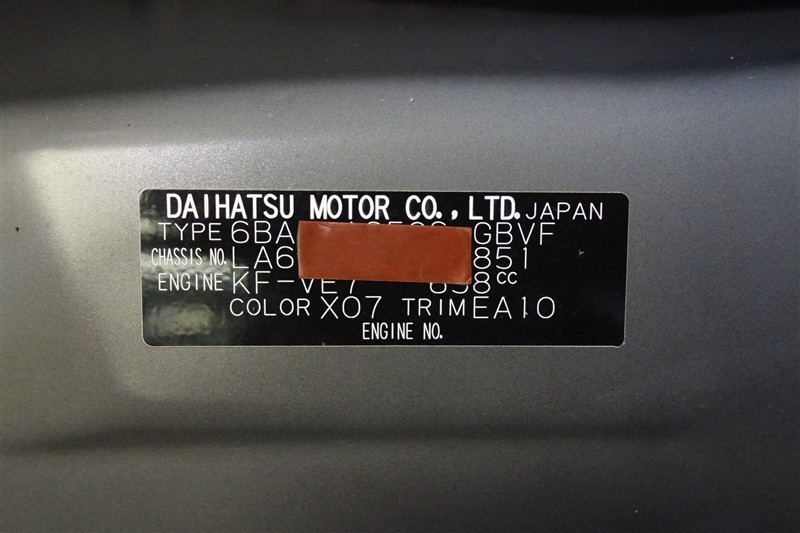 DAIHATSU MOTOR CO., LTD. JAPAN
TYPE 6BA GBVF
CHASSIS NO. LA6 851
ENGINE KF-VE7 658cc
COLOR X07 TRIM EA10
ENGINE NO.